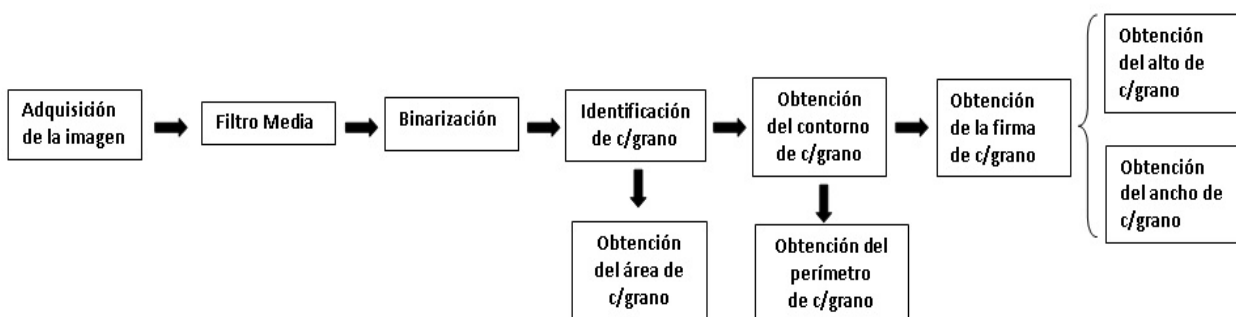 Adquisición
de la imagen
Filtro Media
Binarización
Identificación
de c/grano
Obtención
del área de
c/grano
Obtención
del contorno
de c/grano
Obtención del
perímetro
de c/grano
Obtención
de la firma
de c/grano
Obtención
del alto de
c/grano
Obtención
del ancho de
c/grano